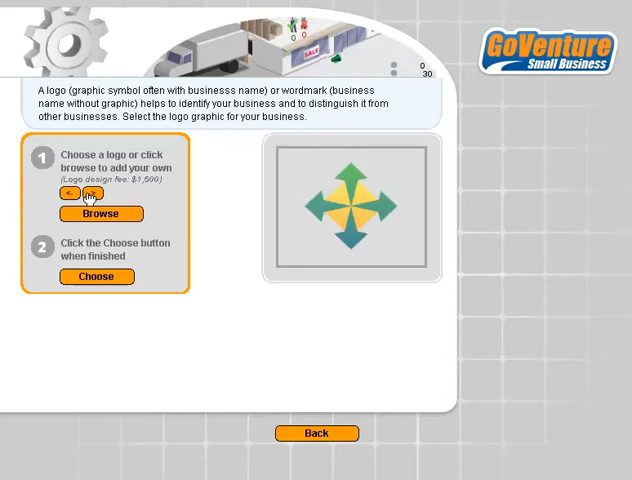 GoVenture
Small Business
SALE
0 0
0
30
A logo (graphic symbol often with businesss name) or wordmark (business
name without graphic) helps to identify your business and to distinguish it from
other businesses. Select the logo graphic for your business.
1
Choose a logo or click
browse to add your own
(Logo design fee: $1,500)
<- ->
Browse
2
Click the Choose button
when finished
Choose
Back